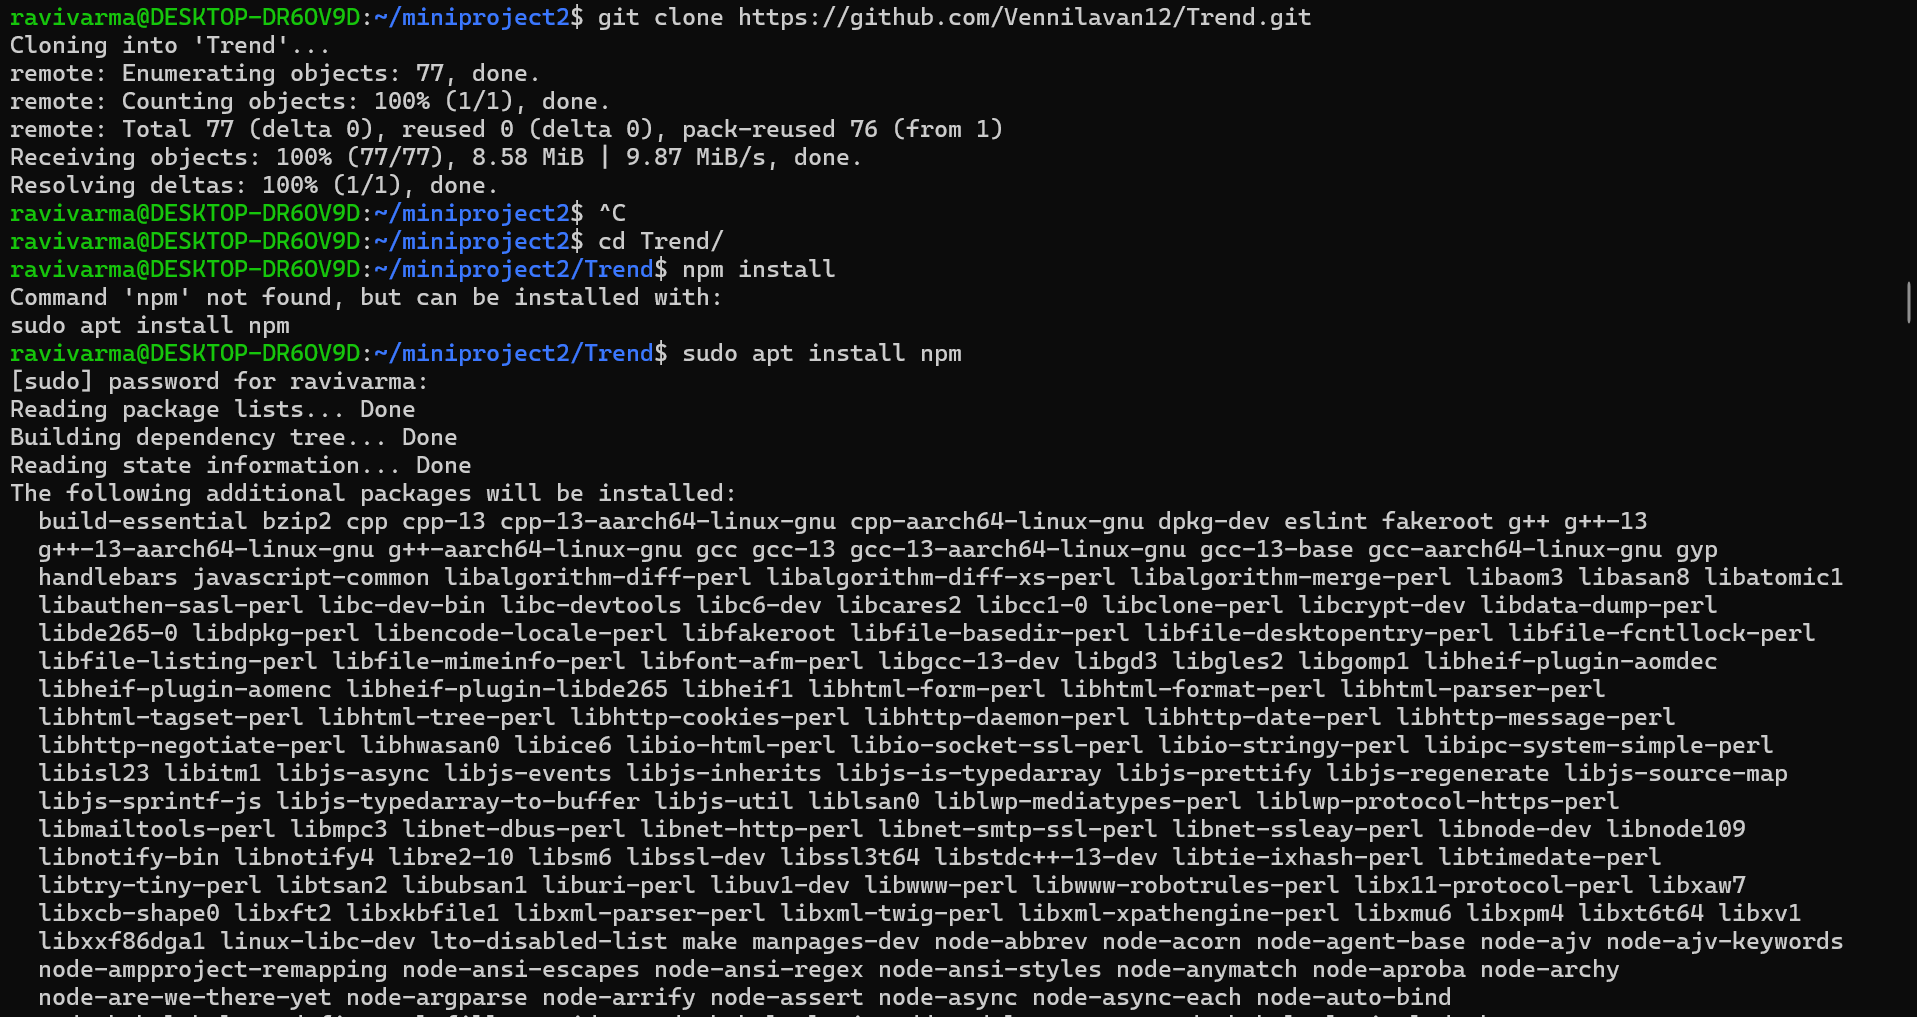 ravivarma@DESKTOP-DR6OV9D:~/miniproject2$ git clone https://github.com/Vennilavan12/Trend.git
Cloning into 'Trend'...
remote: Enumerating objects: 77, done.
remote: Counting objects: 100% (1/1), done.
remote: Total 77 (delta 0), reused 0 (delta 0), pack-reused 76 (from 1)
Receiving objects: 100% (77/77), 8.58 MiB | 9.87 MiB/s, done.
Resolving deltas: 100% (1/1), done.
ravivarma@DESKTOP-DR6OV9D:~/miniproject2$ ^C
ravivarma@DESKTOP-DR6OV9D:~/miniproject2$ cd Trend/
ravivarma@DESKTOP-DR6OV9D:~/miniproject2/Trend$ npm install
Command 'npm' not found, but can be installed with:
sudo apt install npm
ravivarma@DESKTOP-DR6OV9D:~/miniproject2/Trend$ sudo apt install npm
[sudo] password for ravivarma:
Reading package lists... Done
Building dependency tree... Done
Reading state information... Done
The following additional packages will be installed:
  build-essential bzip2 cpp cpp-13 cpp-13-aarch64-linux-gnu cpp-aarch64-linux-gnu dpkg-dev eslint fakeroot g++ g++-13
  g++-13-aarch64-linux-gnu g++-aarch64-linux-gnu gcc gcc-13 gcc-13-aarch64-linux-gnu gcc-13-base gcc-aarch64-linux-gnu gyp
  handlebars javascript-common libalgorithm-diff-perl libalgorithm-diff-xs-perl libalgorithm-merge-perl libaom3 libasan8 libatomic1
  libauthen-sasl-perl libc-dev-bin libc-devtools libc6-dev libcares2 libcc1-0 libclone-perl libcrypt-dev libdata-dump-perl
  libde265-0 libdpkg-perl libencode-locale-perl libfakeroot libfile-basedir-perl libfile-desktopentry-perl libfile-fcntllock-perl
  libfile-listing-perl libfile-mimeinfo-perl libfont-afm-perl libgcc-13-dev libgd3 libgles2 libgomp1 libheif-plugin-aomdec
  libheif-plugin-aomenc libheif-plugin-libde265 libheif1 libhtml-form-perl libhtml-format-perl libhtml-parser-perl
  libhtml-tagset-perl libhtml-tree-perl libhttp-cookies-perl libhttp-daemon-perl libhttp-date-perl libhttp-message-perl
  libhttp-negotiate-perl libhwasan0 libice6 libio-html-perl libio-socket-ssl-perl libio-stringy-perl libipc-system-simple-perl
  libisl23 libitm1 libjs-async libjs-events libjs-inherits libjs-is-typedarray libjs-prettify libjs-regenerate libjs-source-map
  libjs-sprintf-js libjs-typedarray-to-buffer libjs-util liblsan0 liblwp-mediatypes-perl liblwp-protocol-https-perl
  libmailtools-perl libmpc3 libnet-dbus-perl libnet-http-perl libnet-smtp-ssl-perl libnet-ssleay-perl libnode-dev libnode109
  libnotify-bin libnotify4 libre2-10 libsm6 libssl-dev libssl3t64 libstdc++-13-dev libtie-ixhash-perl libtimedate-perl
  libtry-tiny-perl libtsan2 libubsan1 liburi-perl libuv1-dev libwww-perl libwww-robotrules-perl libx11-protocol-perl libxaw7
  libxcb-shape0 libxft2 libxkbfile1 libxml-parser-perl libxml-twig-perl libxml-xpathengine-perl libxmu6 libxpm4 libxt6t64 libxv1
  libxxf86dga1 linux-libc-dev lto-disabled-list make manpages-dev node-abbrev node-acorn node-agent-base node-ajv node-ajv-keywords
  node-ampproject-remapping node-ansi-escapes node-ansi-regex node-ansi-styles node-anymatch node-aproba node-archy
  node-are-we-there-yet node-argparse node-arrify node-assert node-async node-async-each node-auto-bind